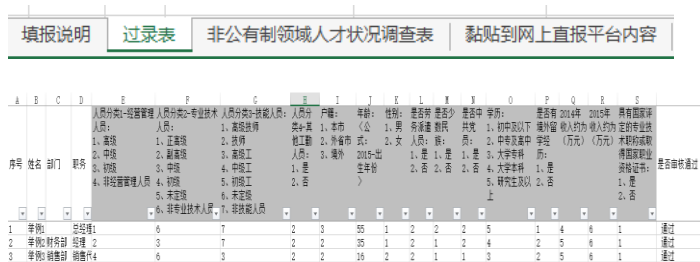 填报说明 过录表 非公有制领域人才状况调查表 黏贴到网上直报平台内容
A B C D E F G H I J K L M N O P Q R S
序号 姓名 部门 职务
人员分类1-经营管理
人员:
1、高级
2、中级
3、初级
4、非经营管理人员
人员分类2-专业技术
人员:
1、正高级
2、副高级
3、中级
4、初级
5、未定级
6、非专业技术人员
人员分类3-技能人员:
1、高级技师
2、技师
3、高级工
4、中级工
5、初级工
6、未定级
7、非技能人员
人员分
类4-其
他工勤
人员:
1、是
2、否
户籍:
1、本市
2、外省市
3、境外
年龄:
(公
式:
2015-出
生年份
)
性别:
1、男
2、女
是否劳
务派遣
人员:
1、是
2、否
是否少
数民
族:
1、是
2、否
是否中
共党
员:
1、是
2、否
学历:
1、初中及以下
2、中专及高中
3、大学专科
4、大学本科
5、研究生及以
上
是否有
境外留
学经
历:
1、是
2、否
2014年
收入约为
(万元)
2015年
收入约为
(万元)
具有国家评
定的专业技
术职称或取
得国家职业
资格证书:
1、是
2、否
是否审核通过
1 举例1 总经理 1 6 7 2 3 55 1 2 2 2 5 1 4 6 1 通过
2 举例2 财务部 经理 2 3 7 2 2 35 1 2 1 2 4 2 5 6 1 通过
3 举例3 销售部 销售代 4 6 3 2 2 16 2 2 1 1 3 2 5 6 1 通过